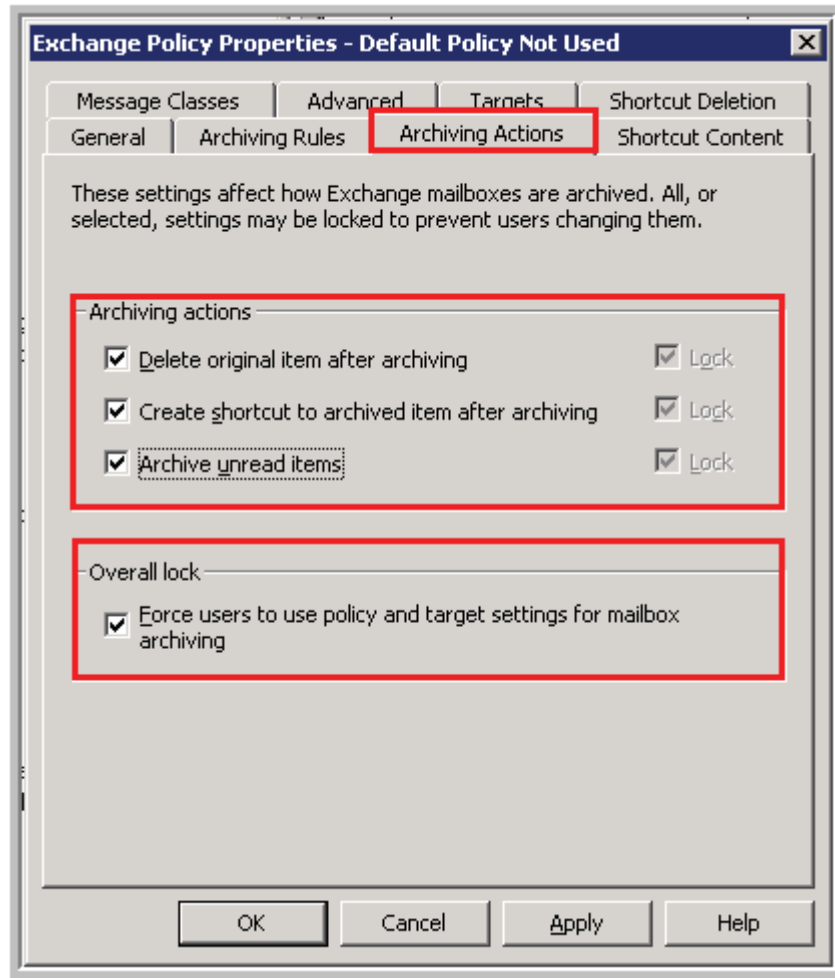 Exchange Policy Properties - Default Policy Not Used
Message Classes Advanced Targets Shortcut Deletion
General Archiving Rules Archiving Actions Shortcut Content
These settings affect how Exchange mailboxes are archived. All, or
selected, settings may be locked to prevent users changing them.
Archiving actions
Delete original item after archiving Lock
Create shortcut to archived item after archiving Lock
Archive unread items Lock
Overall lock
Force users to use policy and target settings for mailbox
archiving
OK Cancel Apply Help